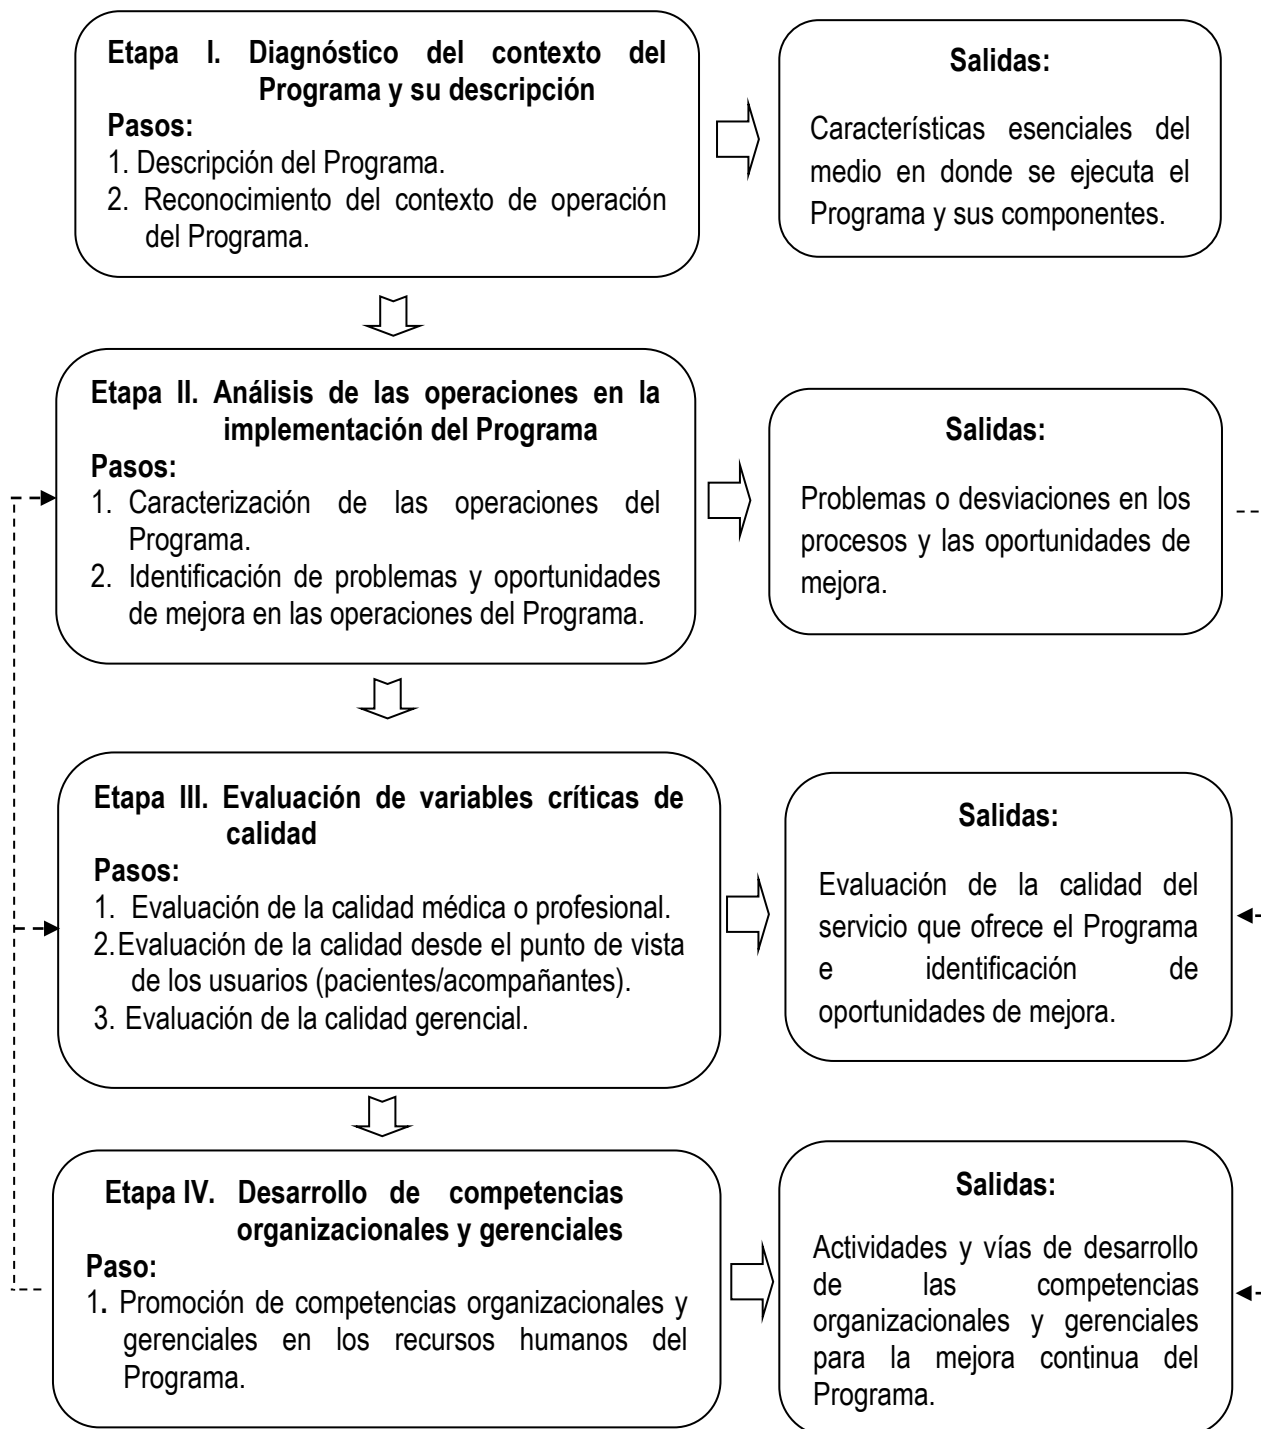 Etapa I. Diagnóstico del contexto del
Programa y su descripción
Pasos:
1. Descripción del Programa.
2. Reconocimiento del contexto de operación
del Programa.
Salidas:
Características esenciales del
medio en donde se ejecuta el
Programa y sus componentes.
Etapa II. Análisis de las operaciones en la
implementación del Programa
Pasos:
1. Caracterización de las operaciones del
Programa.
2. Identificación de problemas y oportunidades
de mejora en las operaciones del Programa.
Salidas:
Problemas o desviaciones en los
procesos y las oportunidades de
mejora.
Etapa III. Evaluación de variables críticas de
calidad
Pasos:
1. Evaluación de la calidad médica o profesional.
2.Evaluación de la calidad desde el punto de vista
de los usuarios (pacientes/acompañantes).
3. Evaluación de la calidad gerencial.
Salidas:
Evaluación de la calidad del
servicio que ofrece el Programa
e identificación de
oportunidades de mejora.
Etapa IV. Desarrollo de competencias
organizacionales y gerenciales
Paso:
1. Promoción de competencias organizacionales y
gerenciales en los recursos humanos del
Programa.
Salidas:
Actividades y vías de desarrollo
de las competencias
organizacionales y gerenciales
para la mejora continua del
Programa.